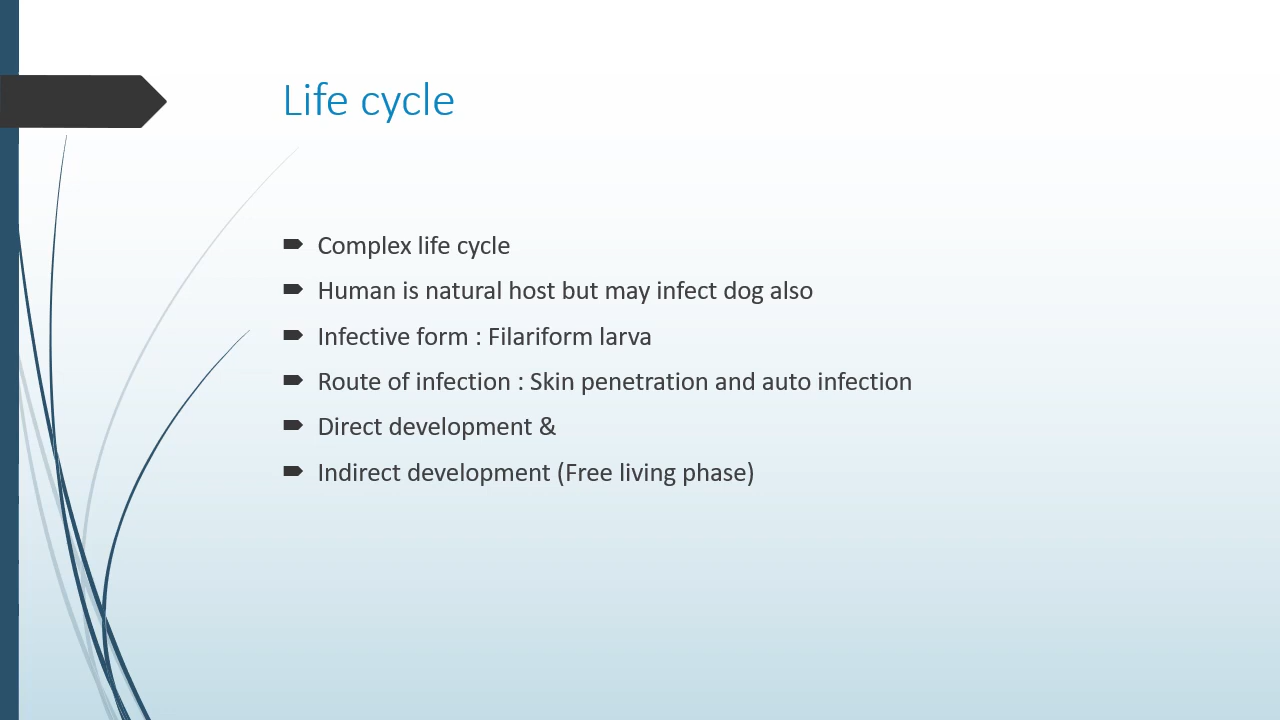 Life cycle
Complex life cycle
Human is natural host but may infect dog also
Infective form : Filariform larva
Route of infection : Skin penetration and auto infection
Direct development &
Indirect development (Free living phase)